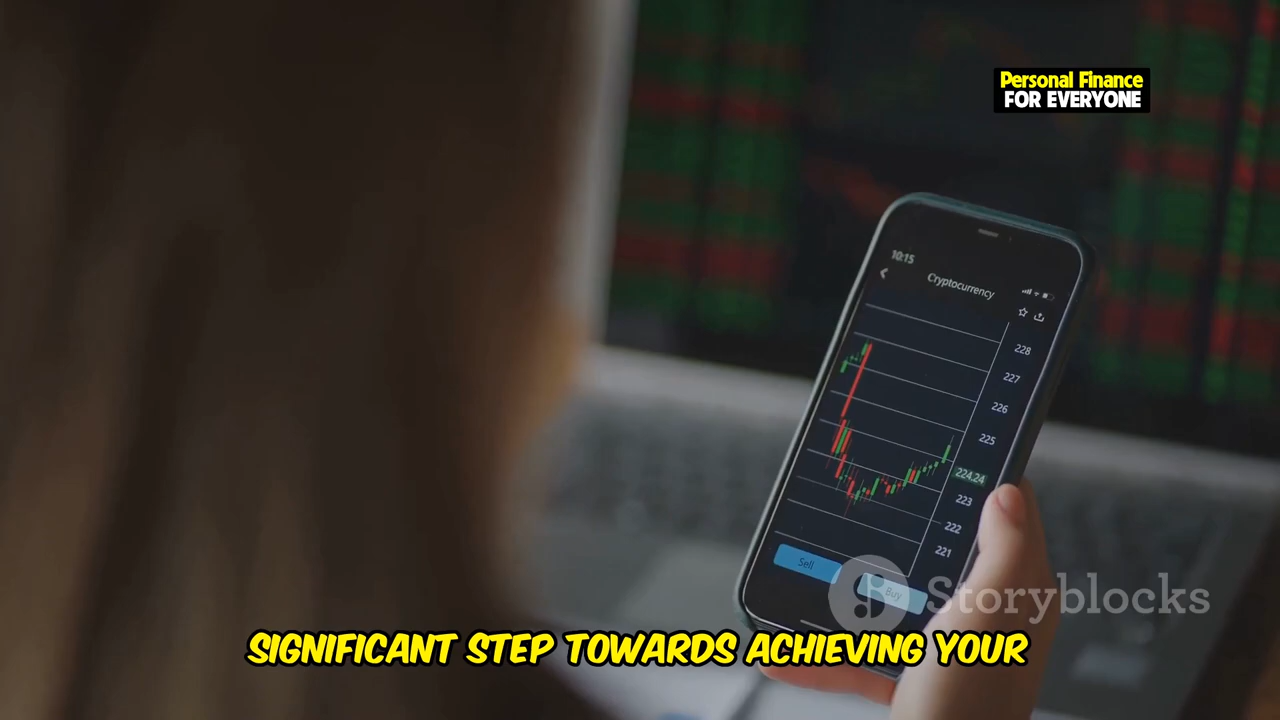 Personal Finance
FOR EVERYONE
10:15
Cryptocurrency
228
227
226
225
224.24
223
222
221
Sell
Buy
Storyblocks
SIGNIFICANT STEP TOWARDS ACHIEVING YOUR